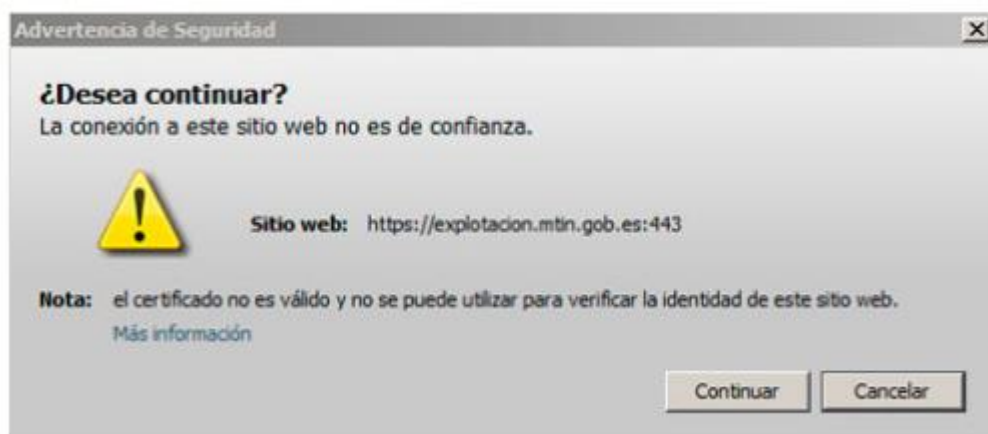 Advertencia de Seguridad
¿Desea continuar?
La conexión a este sitio web no es de confianza.
Sitio web: https://explotacion.mtin.gob.es:443
Nota: el certificado no es válido y no se puede utilizar para verificar la identidad de este sitio web.
Más información
Continuar Cancelar